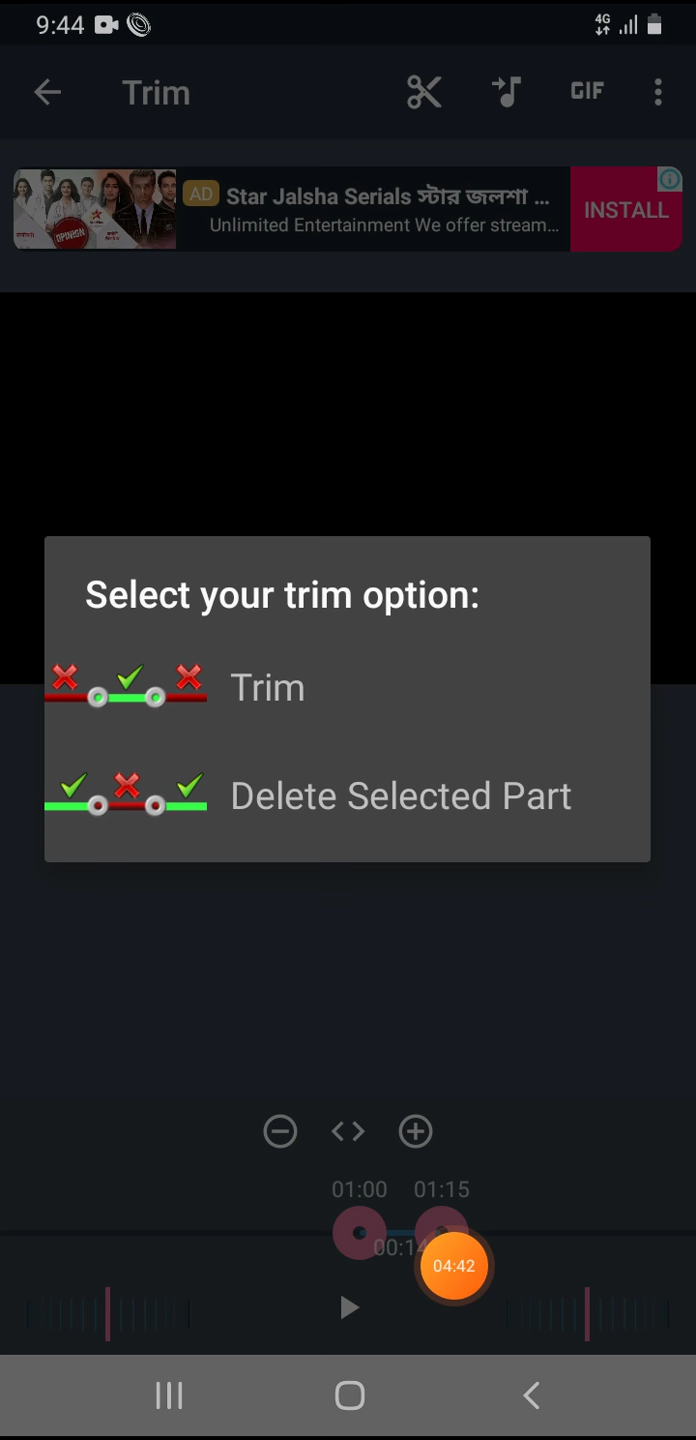 9:44
4G
Trim
GIF
AD Star Jalsha Serials স্টার জলশা ...
Unlimited Entertainment We offer stream...
INSTALL
OPINION
Select your trim option:
Trim
Delete Selected Part
01:00 01:15
00:14
04:42